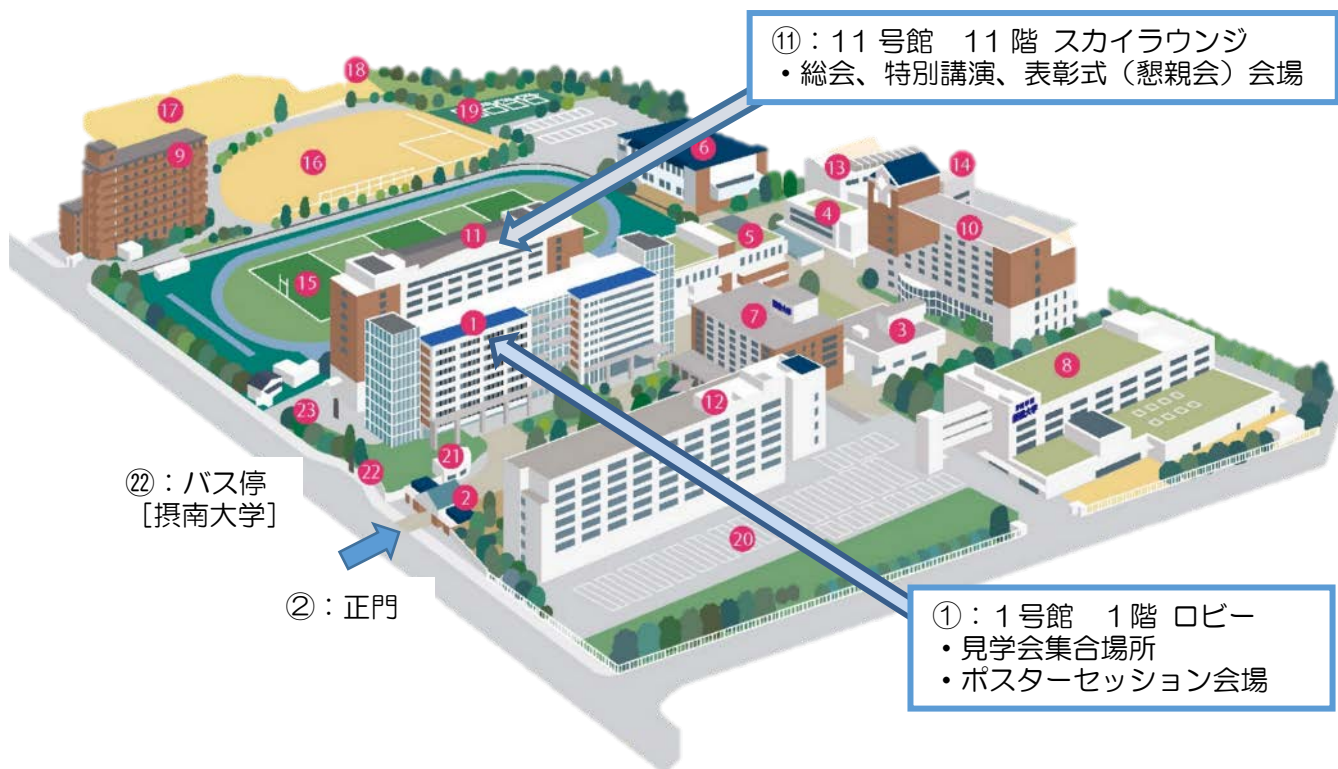 ⑪：11 号館　11 階 スカイラウンジ
・総会、特別講演、表彰式（懇親会）会場
18
17
19
9
6
16
13
14
4
11
5
10
15
1
7
3
8
12
23
21
22
2
20
㉒：バス停
［摂南大学］
②：正門
①：１号館　１階 ロビー
・見学会集合場所
・ポスターセッション会場